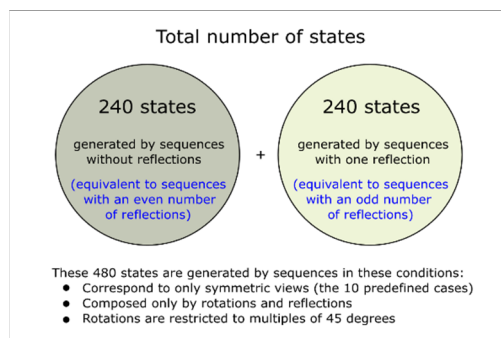 Total number of states
240 states
generated by sequences
without reflections
(equivalent to sequences
with an even number
of reflections)
+
240 states
generated by sequences
with one reflection
(equivalent to sequences
with an odd number
of reflections)
These 480 states are generated by sequences in these conditions:
● Correspond to only symmetric views (the 10 predefined cases)
● Composed only by rotations and reflections
● Rotations are restricted to multiples of 45 degrees